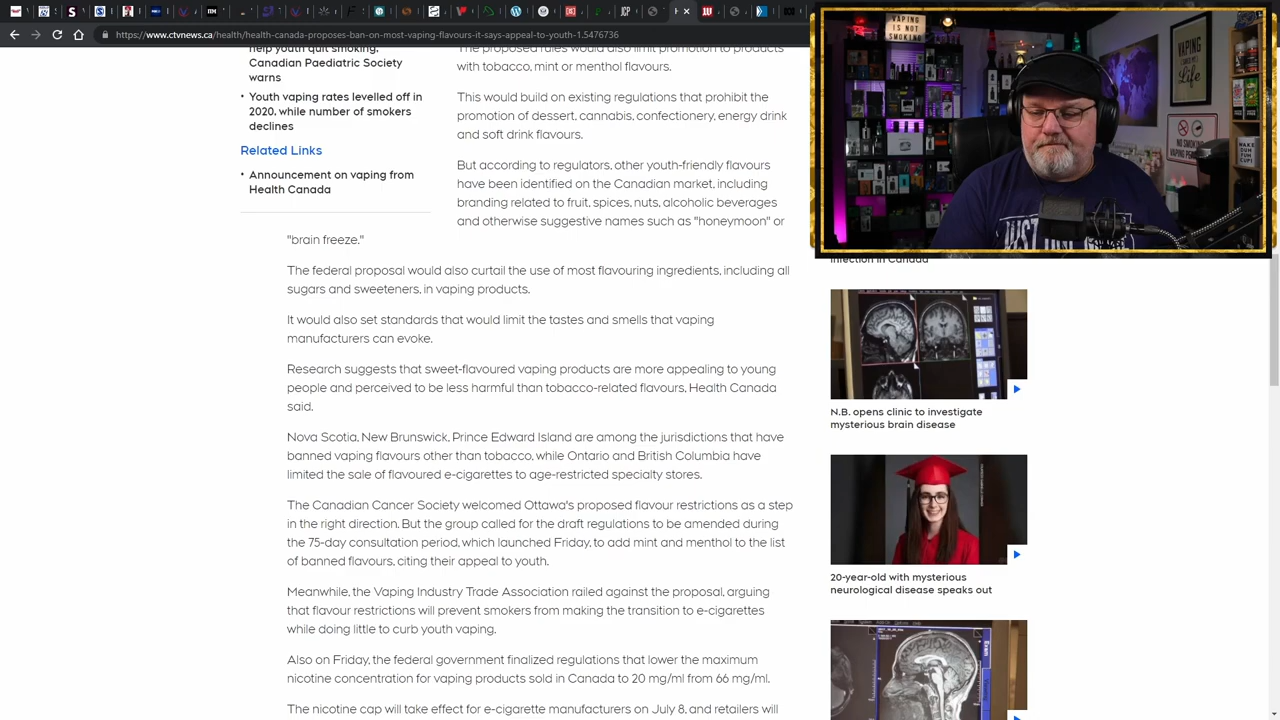 https://www.ctvnews.ca/health/
-most-vaping-flav
nts-1.5476736
help youth quit smoking,
Canadian P
Society
warns
Youth vaping rates levelled off in
2020, while number of smokers
declines
Related Links
Announcement on vaping from
Health Canada
The proposed rules would also limit promotion to products
with tobacco, mint or menthol flavours.
This would build on existing regulations that prohibit the
promotion of dessert, cannabis, confectionery, energy drink
and soft drink flavours.
But according to regulators, other youth-friendly flavours
have been identified on the Canadian market, including
branding related to fruit, spices, nuts, alcoholic beverages
and otherwise suggestive names such as "honeymoon" or
"brain freeze."
The federal proposal would curtail the use of most flavouring ingredients, including all
sugars and sweeteners, in vaping products.
would also set standards that would limit the tastes and smells that vaping
manufacturers can evoke.
Research suggests that sweet-flavoured vaping products are more appealing to young
people and perceived to be less harmful than tobacco-related flavours, Health Canada
said.
Nova Scotia, New Brunswick, Prince Edward Island are among the jurisdictions that have
banned vaping flavours other than tobacco, while Ontario and British Columbia have
limited the sale of flavoured e-cigarettes to age-restricted specialty stores.
The Canadian Cancer Society welcomed Ottawa's proposed flavour restrictions as a step
in the right direction. But the group called for the draft regulations to be amended during
the 75-day consultation period, which launched Friday, to add mint and menthol to the list
of banned flavours, citing their appeal to youth.
Meanwhile, the Vaping Industry Trade Association railed against the proposal, arguing
that flavour restrictions will prevent smokers from making the transition to e-cigarettes
while doing little to curb youth vaping.
Also on Friday, the federal government finalized regulations that lower the maximum
nicotine concentration for vaping products sold in Canada to 20 mg/ml from 66 mg/ml.
The nicotine cap will take effect for e-cigarette manufacturers on July 8, and retailers will
VAPING
IS NOT
SMOKING
VAPING
Life
NO SMOKING
VAPING
WAKE
CUP!
JUST
infection in Canada
N.B. opens clinic to investigate
mysterious brain disease
20-year-old with mysterious
neurological disease speaks out